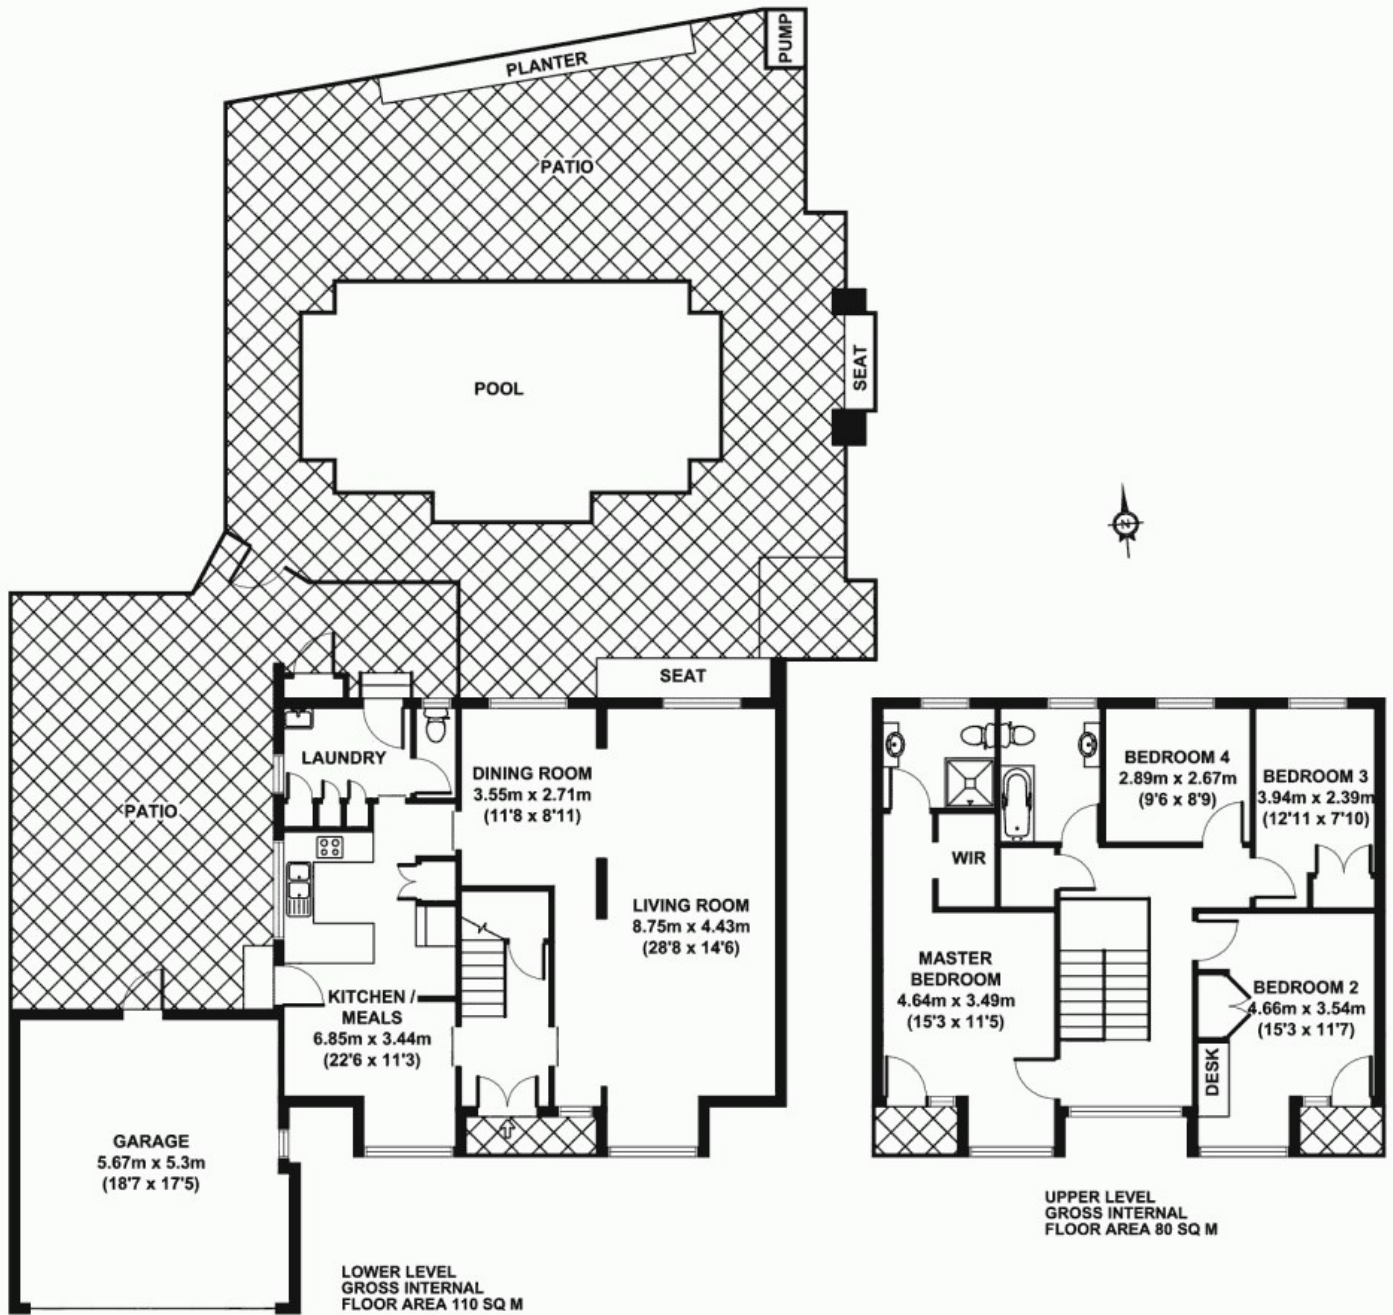 PUMP
PLANTER
PATIO
POOL
SEAT
N
SEAT
LAUNDRY
DINING ROOM
3.55m x 2.71m
(11'8 x 8'11)
PATIO
LIVING ROOM
8.75m x 4.43m
(28'8 x 14'6)
KITCHEN /
MEALS
6.85m x 3.44m
(22'6 x 11'3)
GARAGE
5.67m x 5.3m
(18'7 x 17'5)
LOWER LEVEL
GROSS INTERNAL
FLOOR AREA 110 SQ M
BEDROOM 4
2.89m x 2.67m
(9'6 x 8'9)
BEDROOM 3
3.94m x 2.39m
(12'11 x 7'10)
WIR
MASTER
BEDROOM
4.64m x 3.49m
(15'3 x 11'5)
BEDROOM 2
4.66m x 3.54m
(15'3 x 11'7)
DESK
UPPER LEVEL
GROSS INTERNAL
FLOOR AREA 80 SQ M